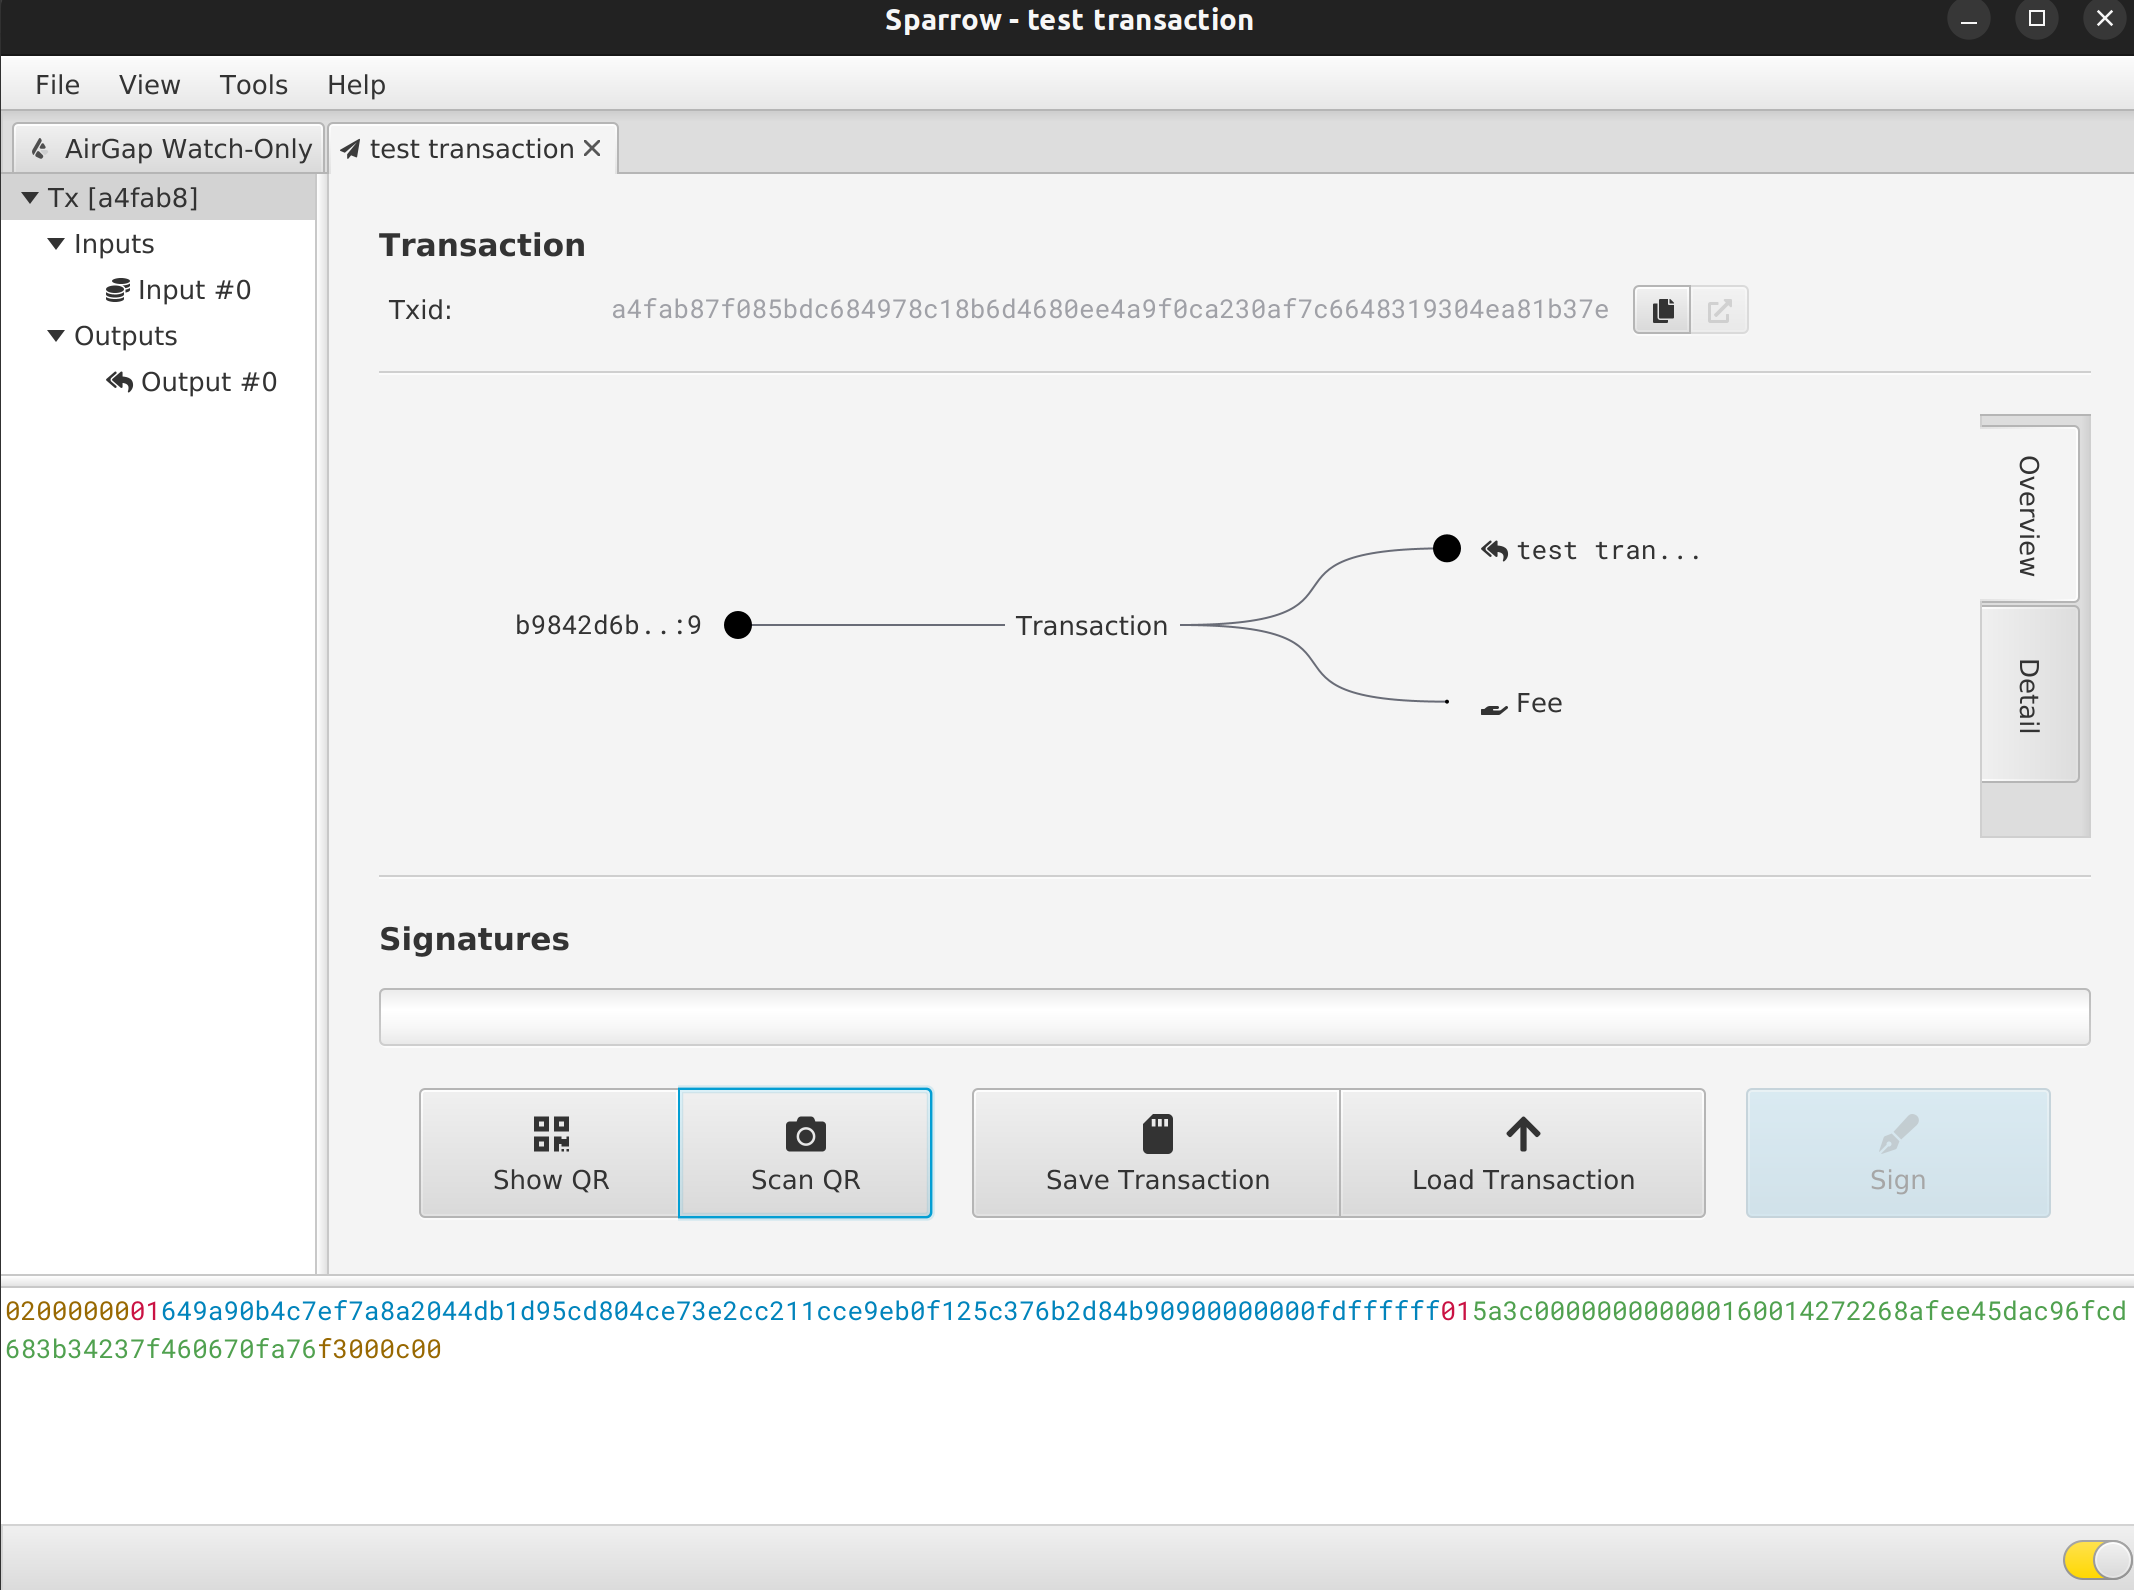 Sparrow - test transaction
File View Tools Help
AirGap Watch-Only test transaction
Tx [a4fab8]
Inputs
Input #0
Outputs
Output #0
Transaction
Txid: a4fab87f085bdc684978c18b6d4680ee4a9f0ca230af7c6648319304ea81b37e
Overview
test tran...
b9842d6b..:9 Transaction
Fee
Detail
Signatures
Show QR Scan QR Save Transaction Load Transaction Sign
0200000001649a90b4c7ef7a8a2044db1d95cd804ce73e2cc211cce9eb0f125c376b2d84b90900000000fdffffff015a3c000000000000160014272268afee45dac96fcd
683b34237f460670fa76f3000c00